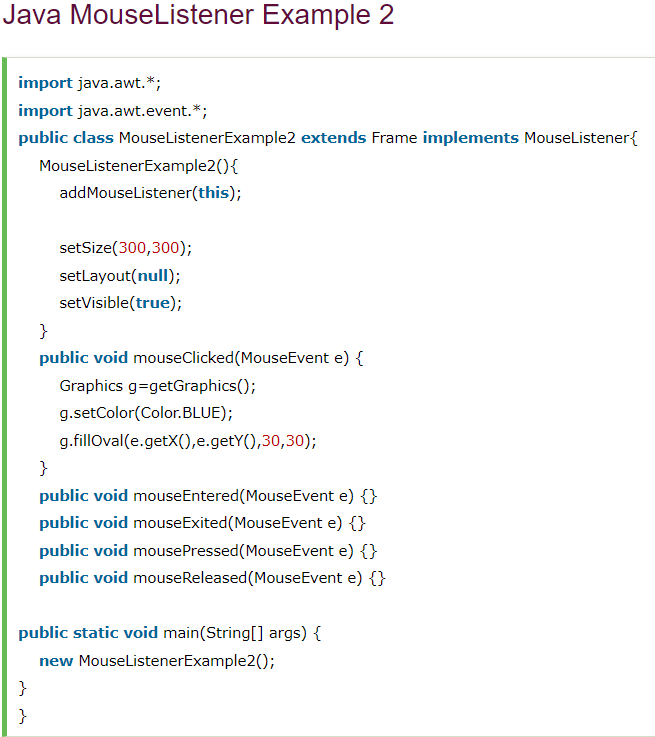 Java MouseListener Example 2
import java.awt.*;
import java.awt.event.*;
public class MouseListenerExample2 extends Frame implements MouseListener{
MouseListenerExample2(){
addMouseListener(this);
setSize(300,300);
setLayout(null);
setVisible(true);
}
public void mouseClicked(MouseEvent e) {
Graphics g=getGraphics();
g.setColor(Color.BLUE);
g.fillOval(e.getX(),e.getY(),30,30);
}
public void mouseEntered(MouseEvent e) {}
public void mouseExited(MouseEvent e) {}
public void mousePressed(MouseEvent e) {}
public void mouseReleased(MouseEvent e) {}
public static void main(String[] args) {
new MouseListenerExample2();
}
}